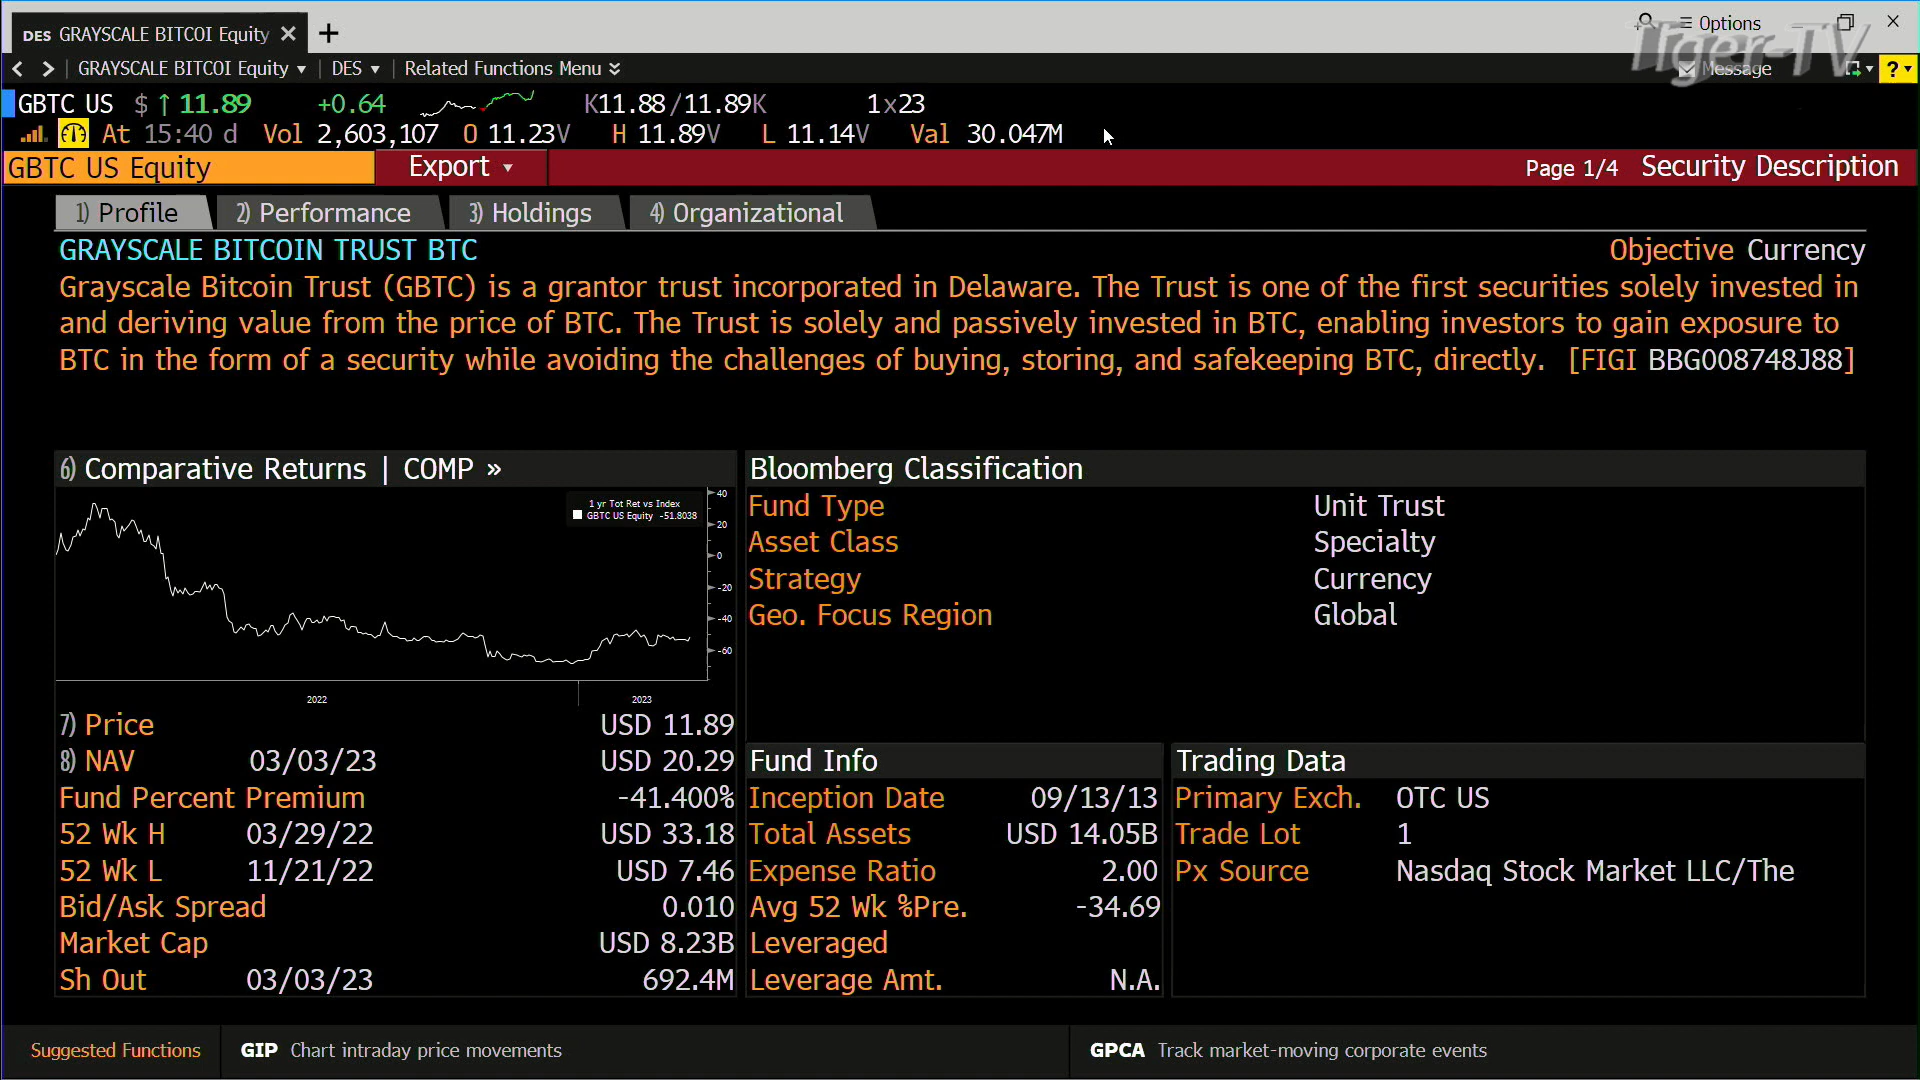 DES GRAYSCALE BITCOI Equity × +
Options
Tiger-TV
< > GRAYSCALE BITCOI Equity ▾ DES ▾ Related Functions Menu
Message
? ▾
GBTC US $ ↑ 11.89 +0.64 K11.88/11.89K 1x23
At 15:40 d Vol 2,603,107 O 11.23V H 11.89V L 11.14V Val 30.047M
GBTC US Equity Export ▾ Page 1/4 Security Description
1) Profile 2) Performance 3) Holdings 4) Organizational
GRAYSCALE BITCOIN TRUST BTC Objective Currency
Grayscale Bitcoin Trust (GBTC) is a grantor trust incorporated in Delaware. The Trust is one of the first securities solely invested in
and deriving value from the price of BTC. The Trust is solely and passively invested in BTC, enabling investors to gain exposure to
BTC in the form of a security while avoiding the challenges of buying, storing, and safekeeping BTC, directly. [FIGI BBG008748J88]
6) Comparative Returns | COMP »
1 yr Tot Ret vs Index
GBTC US Equity -51.8038
40
20
0
-20
-40
-60
2022 2023
7) Price USD 11.89
8) NAV 03/03/23 USD 20.29
Fund Percent Premium -41.400%
52 Wk H 03/29/22 USD 33.18
52 Wk L 11/21/22 USD 7.46
Bid/Ask Spread 0.010
Market Cap USD 8.23B
Sh Out 03/03/23 692.4M
Bloomberg Classification
Fund Type Unit Trust
Asset Class Specialty
Strategy Currency
Geo. Focus Region Global
Fund Info
Inception Date 09/13/13
Total Assets USD 14.05B
Expense Ratio 2.00
Avg 52 Wk %Pre. -34.69
Leveraged
Leverage Amt. N.A.
Trading Data
Primary Exch. OTC US
Trade Lot 1
Px Source Nasdaq Stock Market LLC/The
Suggested Functions GIP Chart intraday price movements GPCA Track market-moving corporate events